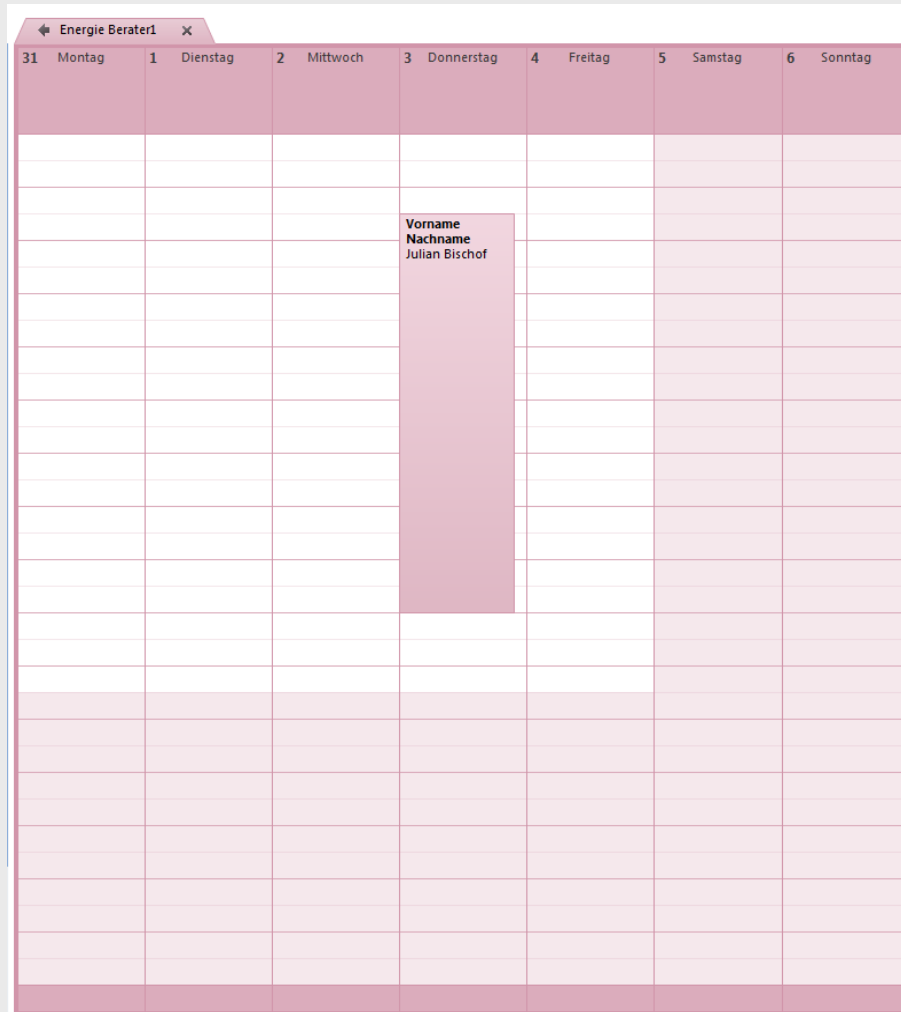 Energie Berater1
31 Montag 1 Dienstag 2 Mittwoch 3 Donnerstag 4 Freitag 5 Samstag 6 Sonntag
Vorname
Nachname
Julian Bischof